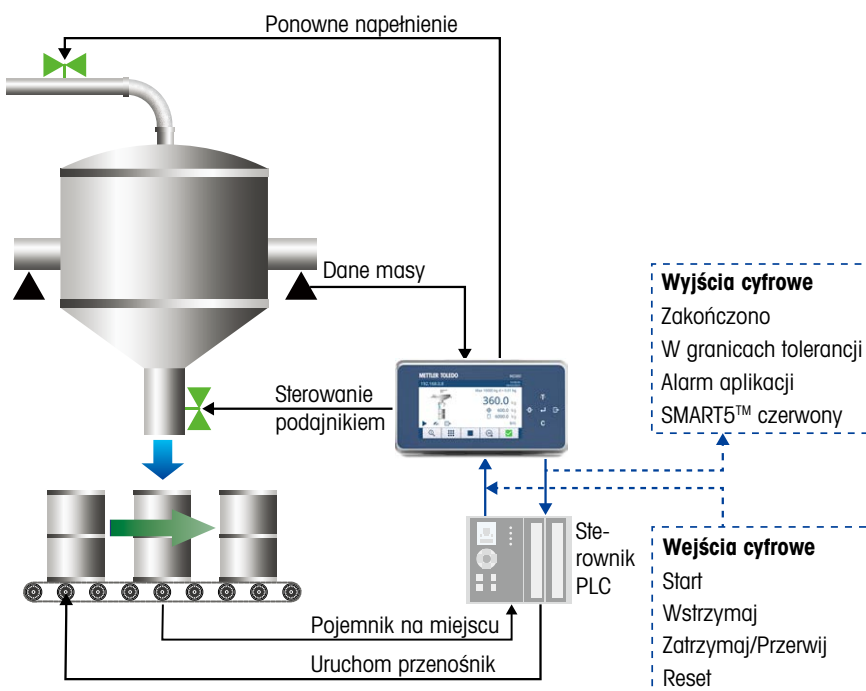 Ponowne napełnienie
Dane masy
Wyjścia cyfrowe
Zakończono
W granicach tolerancji
Alarm aplikacji
SMART5™ czerwony
METTLER TOLEDO
360.0
C
Sterowanie
podajnikiem
Ste-
rownik
PLC
Wejścia cyfrowe
Start
Wstrzymaj
Zatrzymaj/Przerwij
Reset
Pojemnik na miejscu
Uruchom przenośnik